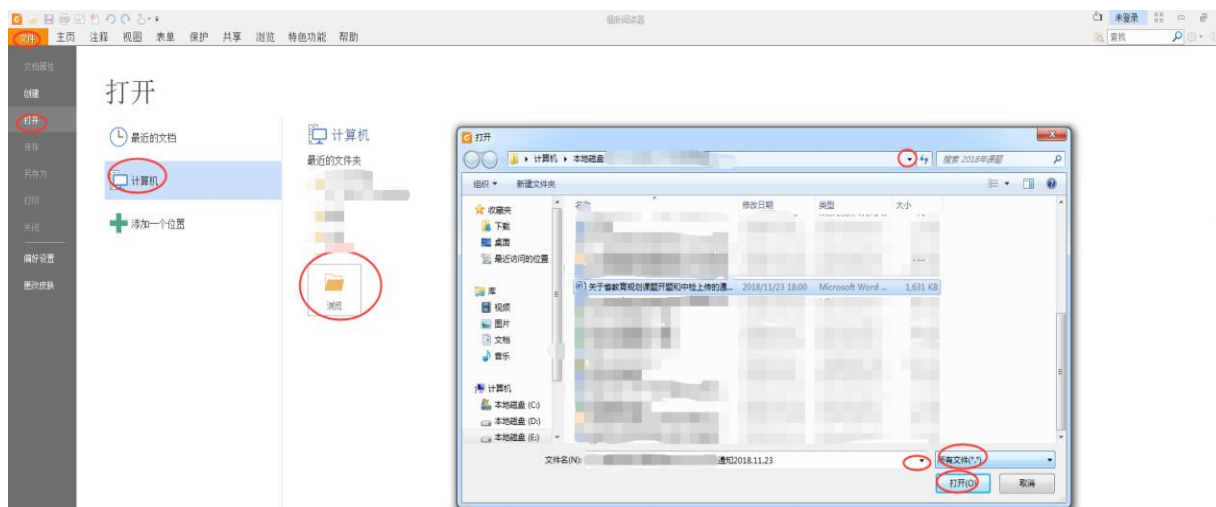 福昕阅读器
未登录
文件 主页 注释 视图 表单 保护 共享 浏览 特色功能 帮助
查找
文档属性
创建
打开
保存
另存为
打印
关闭
偏好设置
更改皮肤
打开
最近的文档
计算机
添加一个位置
计算机
最近的文件夹
浏览
打开
计算机 本地磁盘
搜索 2018年课题
组织 新建文件夹
名称 修改日期 类型 大小
收藏夹
下载
桌面
最近访问的位置
库
视频
图片
文档
音乐
计算机
本地磁盘 (C:)
本地磁盘 (D:)
本地磁盘 (E:)
关于省教育规划课题开题和中检上传的通... 2018/11/23 18:00 Microsoft Word ... 1,631 KB
文件名(N): 通知2018.11.23
所有文件(*.*)
打开(O) 取消